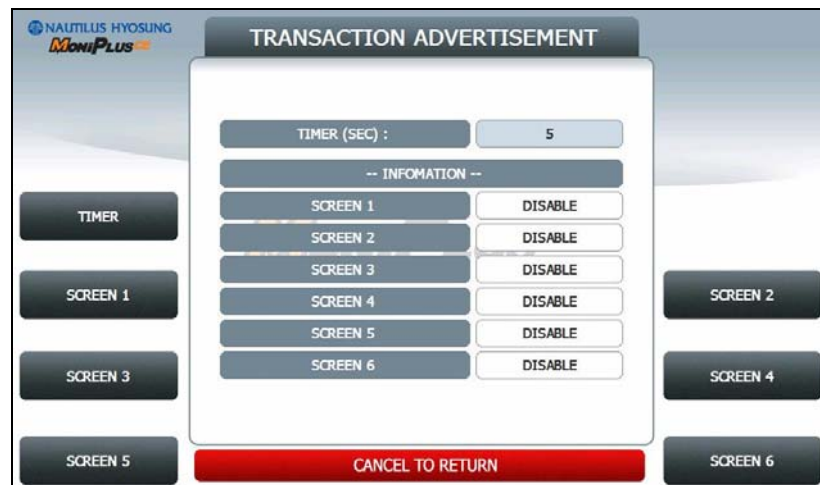 NAUTILUS HYOSUNG
MONiPLUS CE
TRANSACTION ADVERTISEMENT
TIMER (SEC) : 5
-- INFOMATION --
SCREEN 1 DISABLE
SCREEN 2 DISABLE
SCREEN 3 DISABLE
SCREEN 4 DISABLE
SCREEN 5 DISABLE
SCREEN 6 DISABLE
TIMER
SCREEN 1
SCREEN 2
SCREEN 3
SCREEN 4
SCREEN 5
CANCEL TO RETURN
SCREEN 6